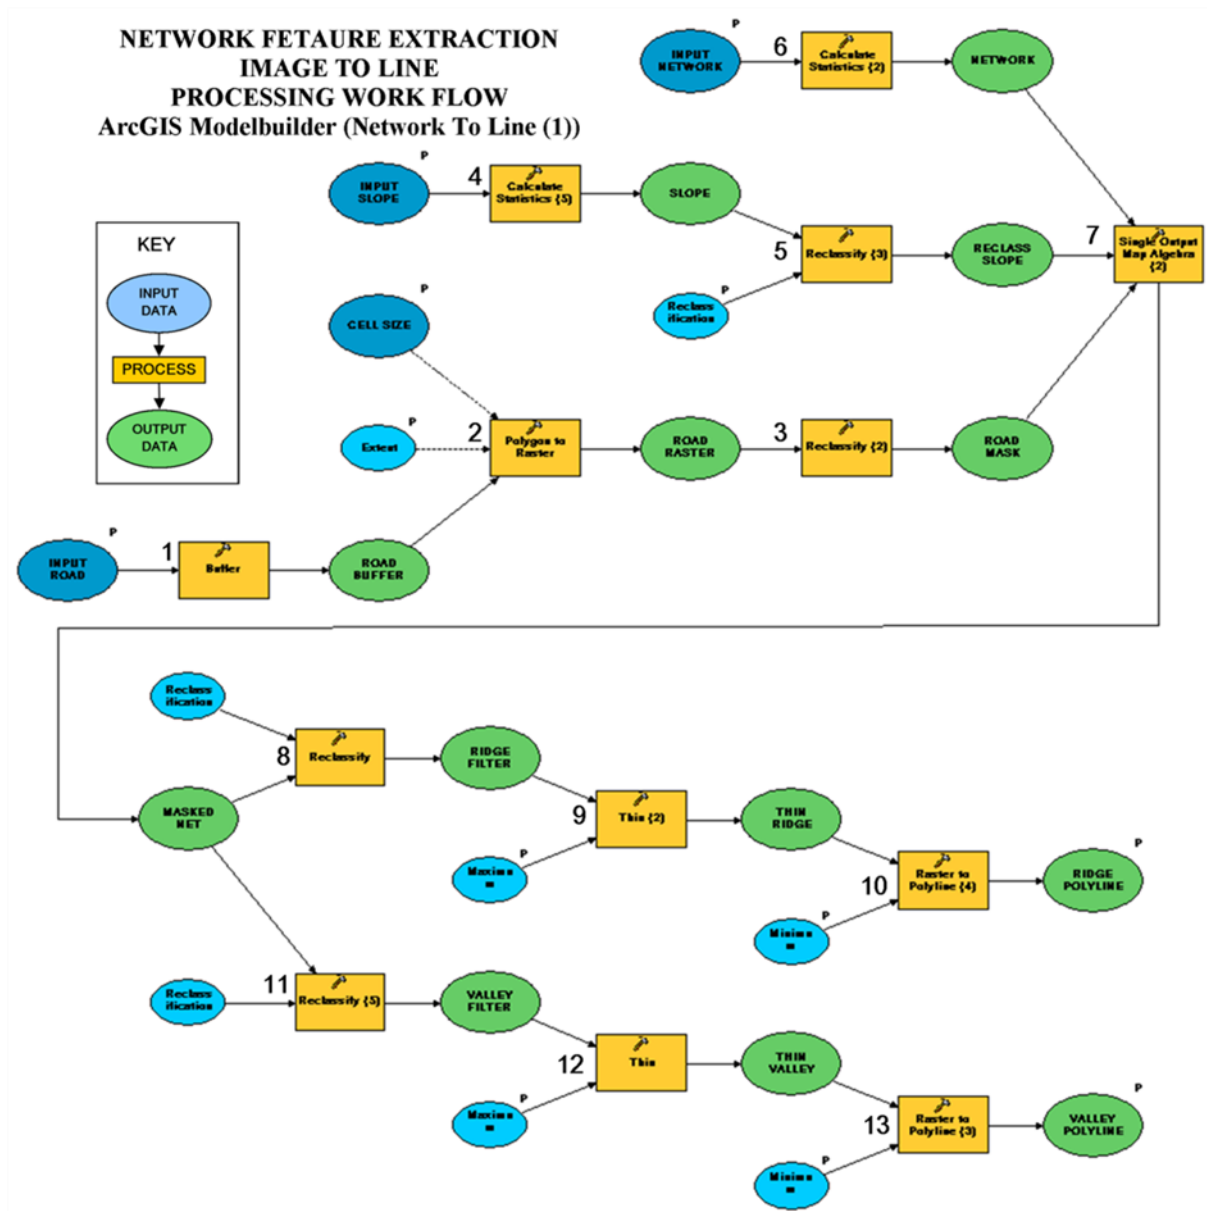 NETWORK FETAURE EXTRACTION
IMAGE TO LINE
PROCESSING WORK FLOW
ArcGIS Modelbuilder (Network To Line (1))
P
INPUT
NETWORK
6
Calculate
Statistics (2)
NETWORK
P
INPUT
SLOPE
4
Calculate
Statistics (5)
SLOPE
5
Reclassify (3)
P
Reclass
ification
RECLASS
SLOPE
7
Single Output
Map Algebra
(2)
KEY
INPUT
DATA
PROCESS
OUTPUT
DATA
P
CELL SIZE
P
Extent
2
Polygon to
Raster
ROAD
RASTER
3
Reclassify (2)
ROAD
MASK
P
INPUT
ROAD
1
Buffer
ROAD
BUFFER
Reclass
ification
8
Reclassify
RIDGE
FILTER
MASKED
NET
9
Thin (2)
P
Maximu
m
THIN
RIDGE
10
Raster to
Polyline (4)
P
Minimu
m
P
RIDGE
POLYLINE
Reclass
ification
11
Reclassify (5)
VALLEY
FILTER
12
Thin
P
Maximu
m
THIN
VALLEY
13
Raster to
Polyline (3)
P
Minimu
m
P
VALLEY
POLYLINE